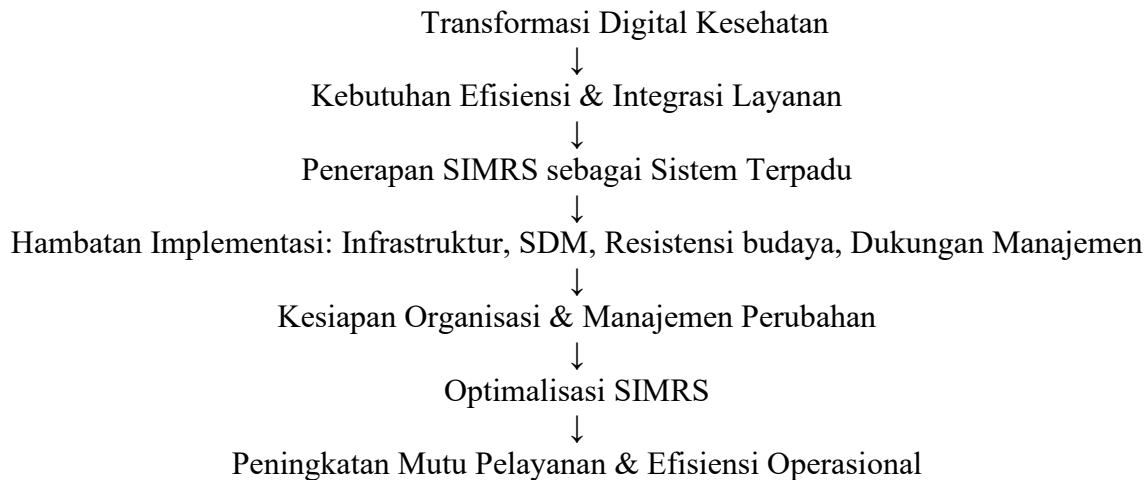 Transformasi Digital Kesehatan
↓
Kebutuhan Efisiensi & Integrasi Layanan
↓
Penerapan SIMRS sebagai Sistem Terpadu
↓
Hambatan Implementasi: Infrastruktur, SDM, Resistensi budaya, Dukungan Manajemen
↓
Kesiapan Organisasi & Manajemen Perubahan
↓
Optimalisasi SIMRS
↓
Peningkatan Mutu Pelayanan & Efisiensi Operasional